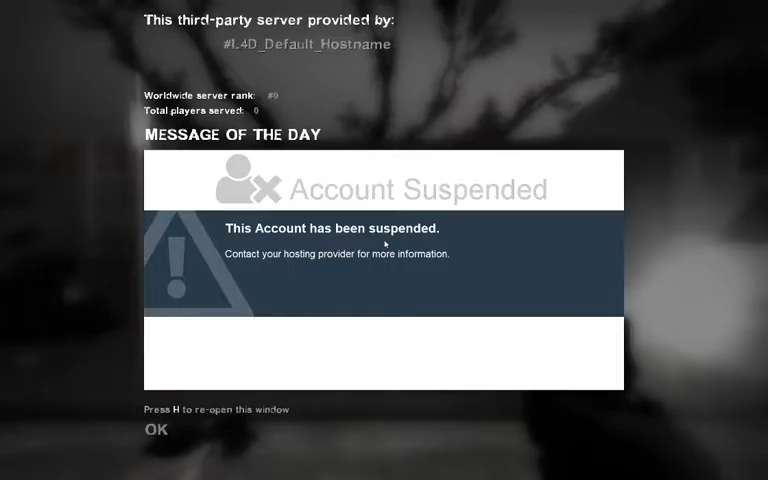 This third-party server provided by:
#L4D_Default_Hostname
Worldwide server rank: #0
Total players served: 0
MESSAGE OF THE DAY
Account Suspended
This Account has been suspended.
Contact your hosting provider for more information.
Press H to re-open this window
OK